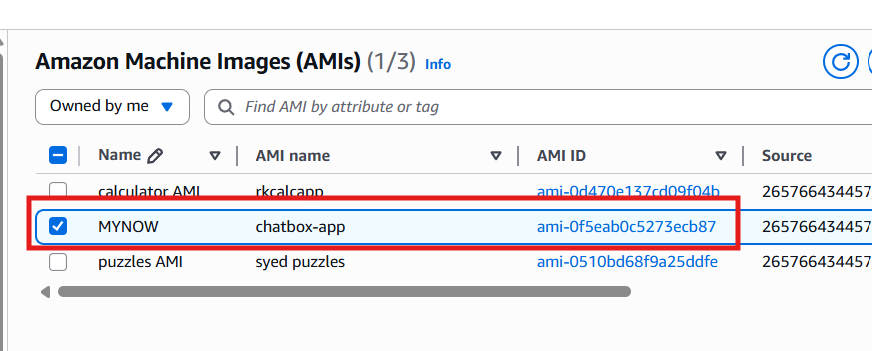 Amazon Machine Images (AMIs) (1/3) Info
Owned by me Find AMI by attribute or tag
Name AMI name AMI ID Source
calculator AMI rkcalcapp ami-0d470e137cd09f04b 265766434457
MYNOW chatbox-app ami-0f5eab0c5273ecb87 265766434457
puzzles AMI syed puzzles ami-0510bd68f9a25ddfe 265766434457